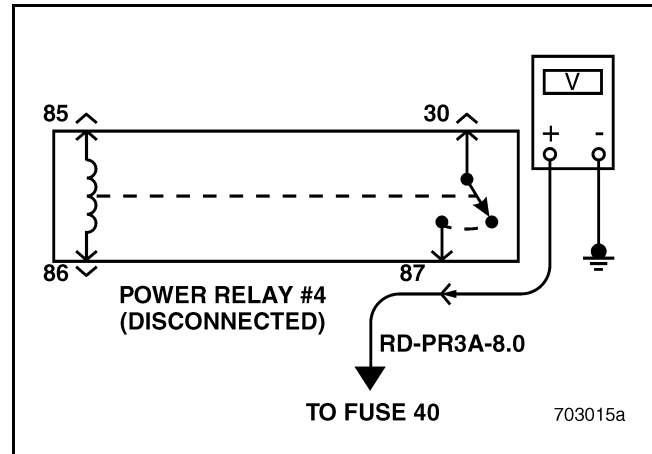 85
30
V
+ -
86
87
POWER RELAY #4
(DISCONNECTED)
RD-PR3A-8.0
TO FUSE 40
703015a